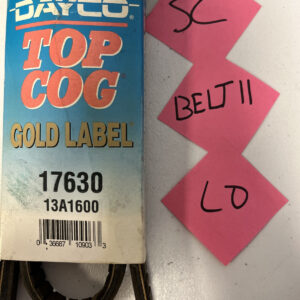 DAYCO
TOP
COG
GOLD LABEL
17630
13A1600
0 36687 10903 3
SC
BELT 11
LO